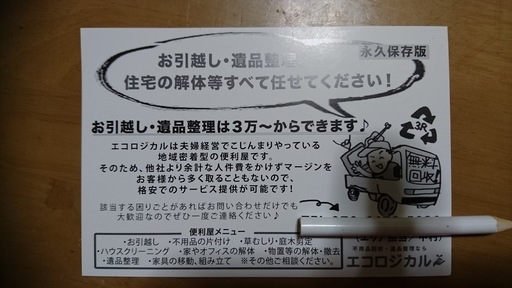 お引越し・遺品整理
永久保存版
住宅の解体等すべて任せてください!
お引越し・遺品整理は3万〜からできます♪
3R
エコロジカルは夫婦経営でこじんまりやっている
地域密着型の便利屋です。
そのため、他社より余計な人件費をかけずマージンを
お客様から多く取ることもないので、
格安でのサービス提供が可能です!
無料
回収
該当する困りごとがあればお問い合わせだけでも
大歓迎なのでぜひ一度ご連絡ください♪
便利屋メニュー
・お引越し ・不用品の片付け ・草むしり・庭木剪定
・ハウスクリーニング ・家やオフィスの解体 ・物置等の解体・撤去
・遺品整理 ・家具の移動、組み立て ※その他ご相談ください。
不用品回収・遺品整理なら
エコロジカル